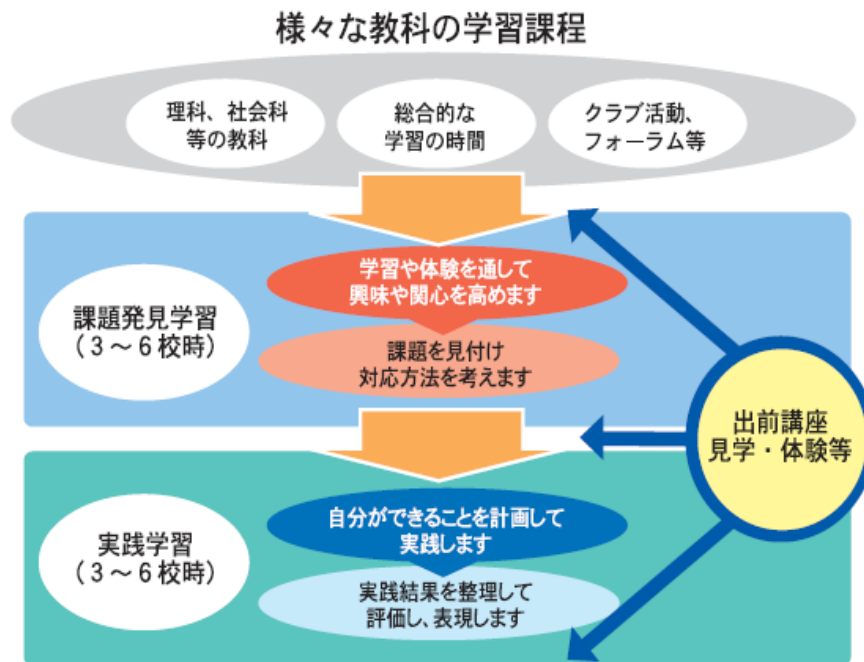 様々な教科の学習課程
理科、社会科
等の教科
総合的な
学習の時間
クラブ活動、
フォーラム等
課題発見学習
（３～６校時）
学習や体験を通して
興味や関心を高めます
課題を見付け
対応方法を考えます
出前講座
見学・体験等
実践学習
（３～６校時）
自分ができることを計画して
実践します
実践結果を整理して
評価し、表現します